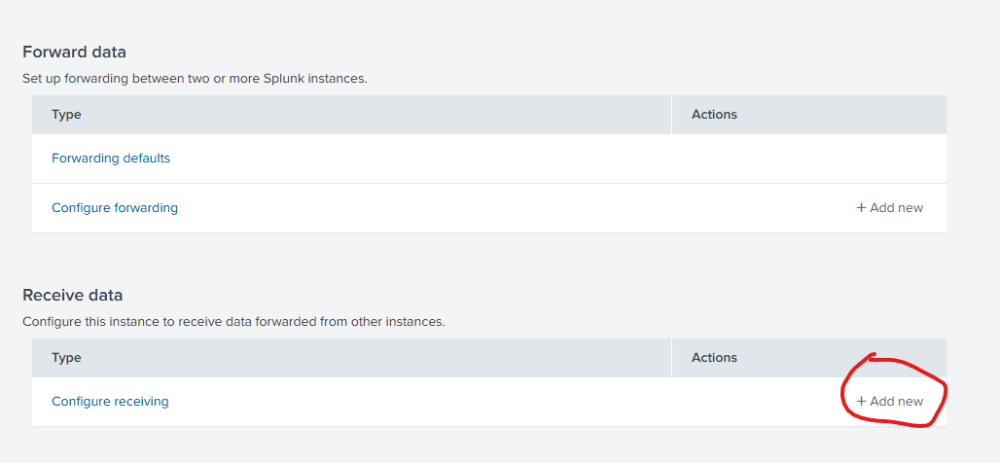 Forward data
Set up forwarding between two or more Splunk instances.
Type Actions
Forwarding defaults
Configure forwarding + Add new
Receive data
Configure this instance to receive data forwarded from other instances.
Type Actions
Configure receiving + Add new